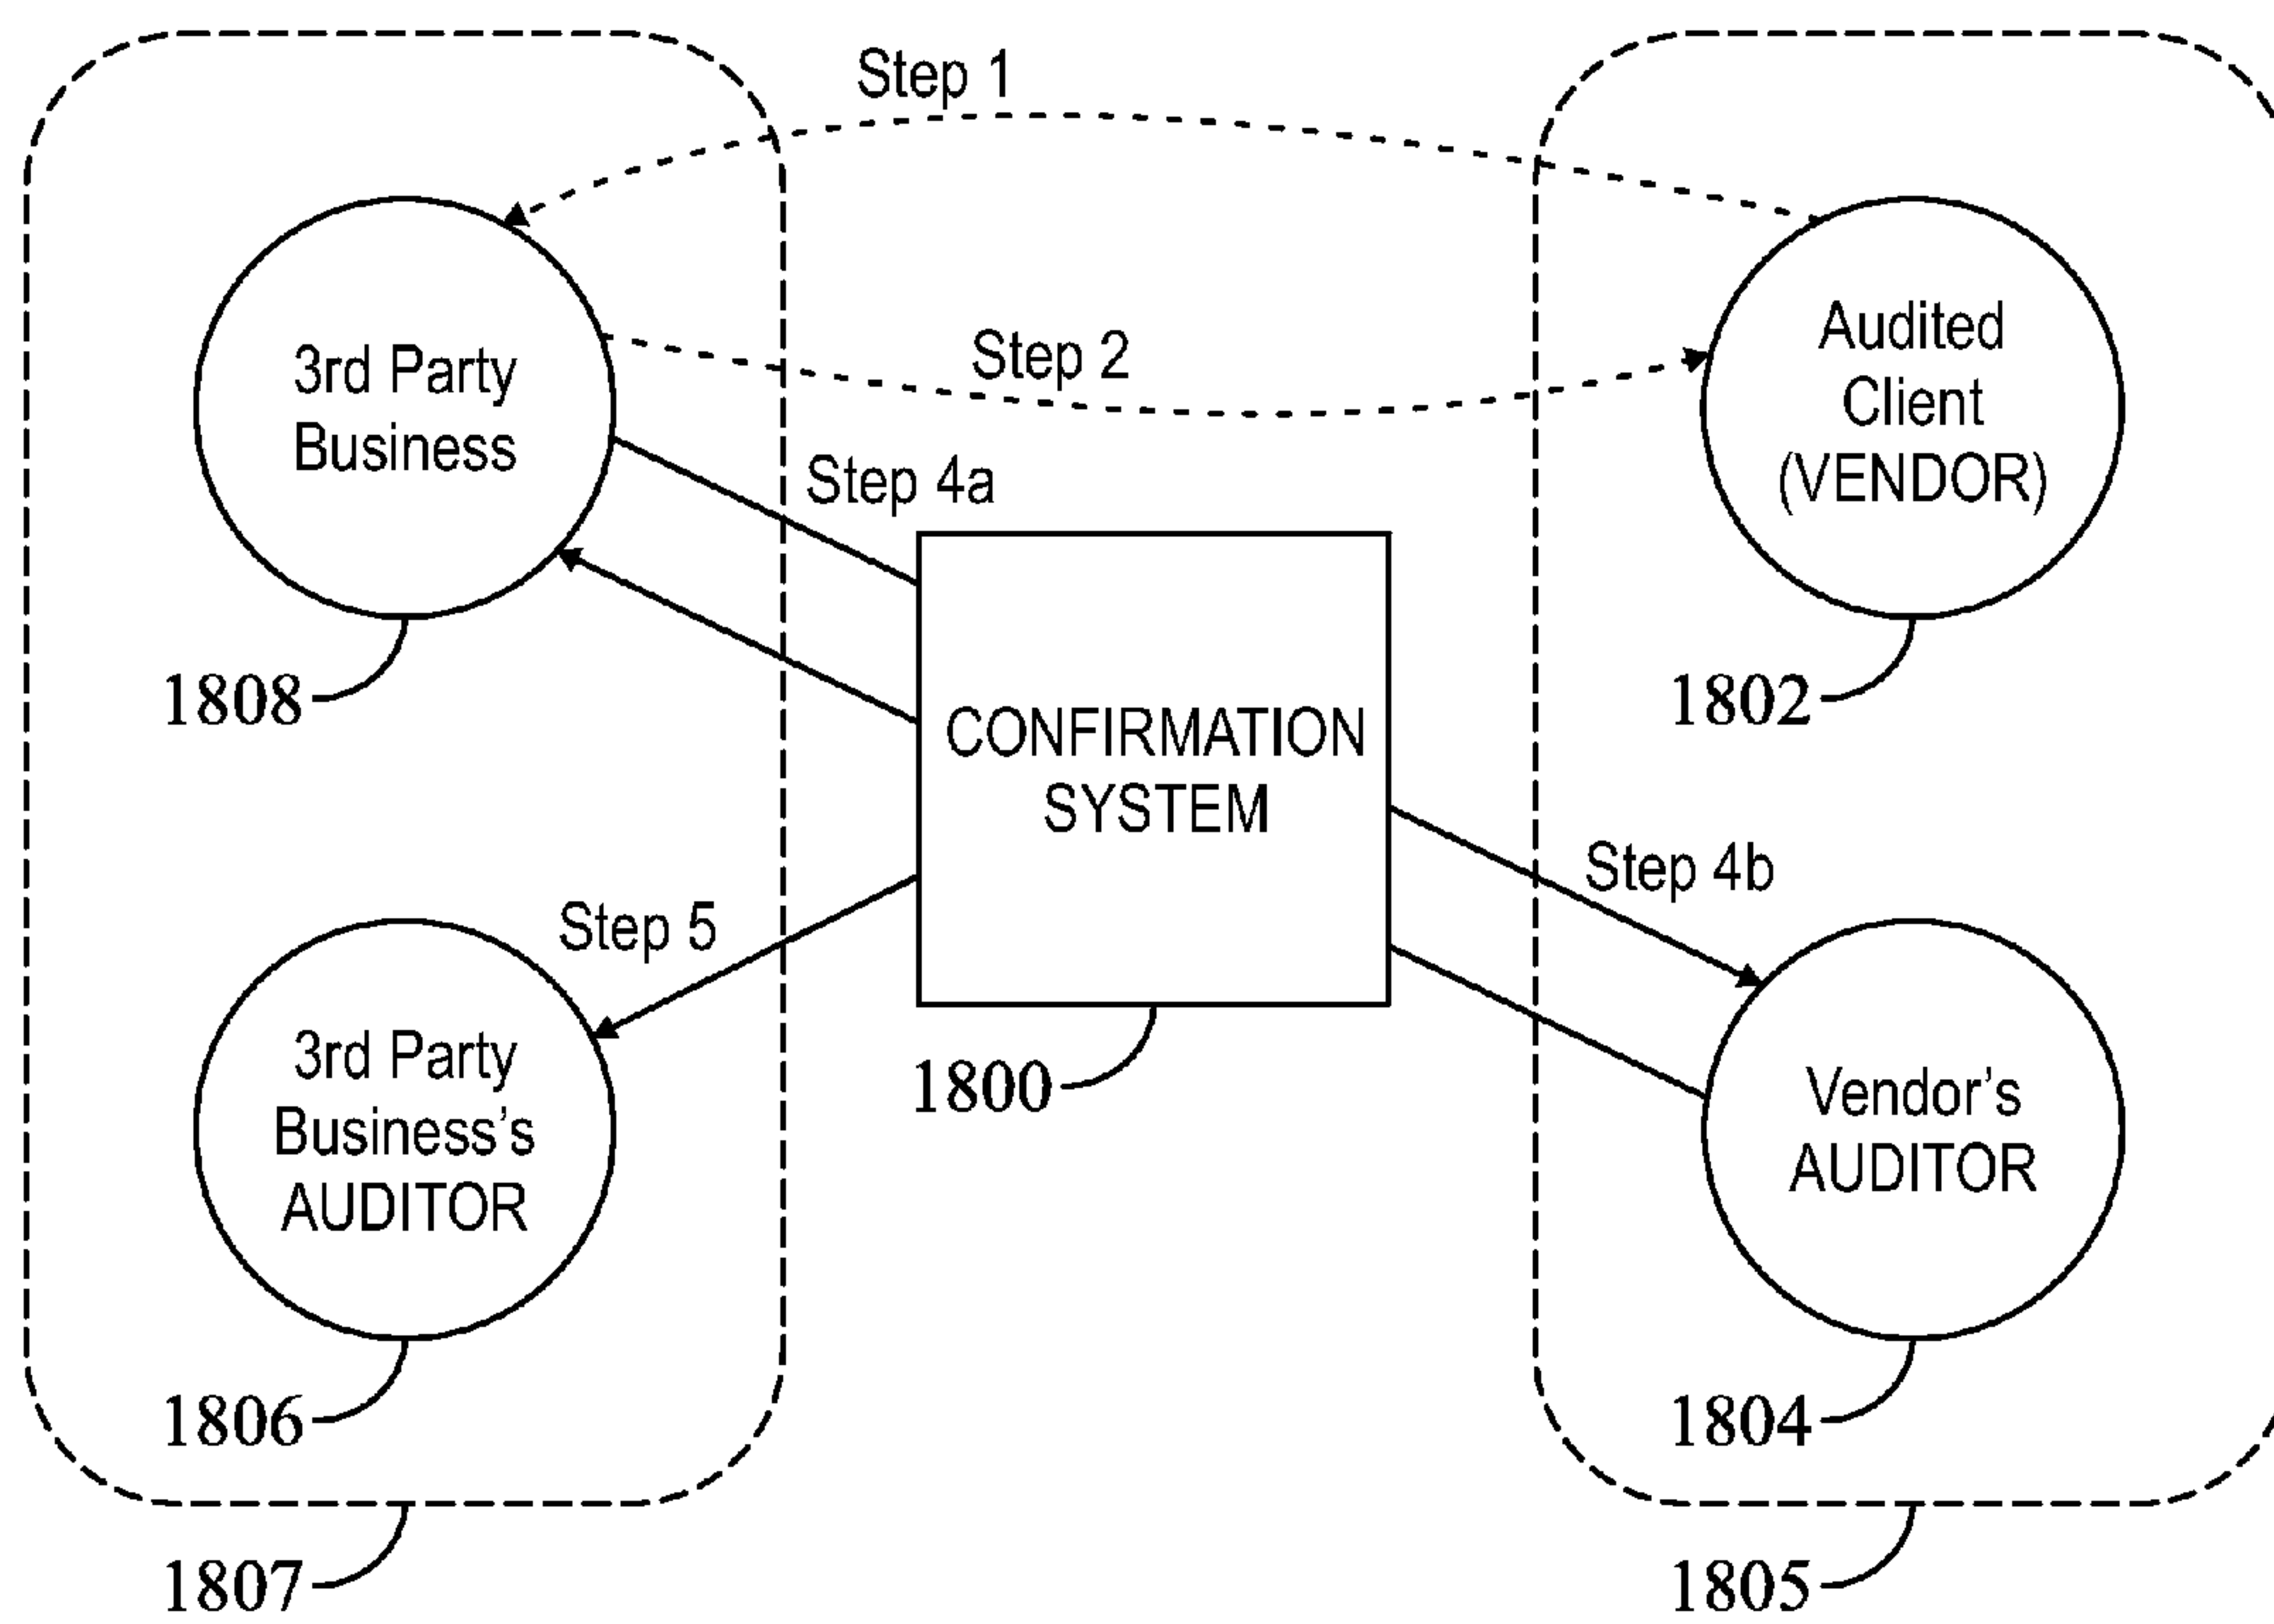 Step 1
Step 2
3rd Party
Business
Audited
Client
(VENDOR)
Step 4a
1808
1802
CONFIRMATION
SYSTEM
Step 4b
Step 5
3rd Party
Business's
AUDITOR
1800
Vendor's
AUDITOR
1806
1804
1807
1805